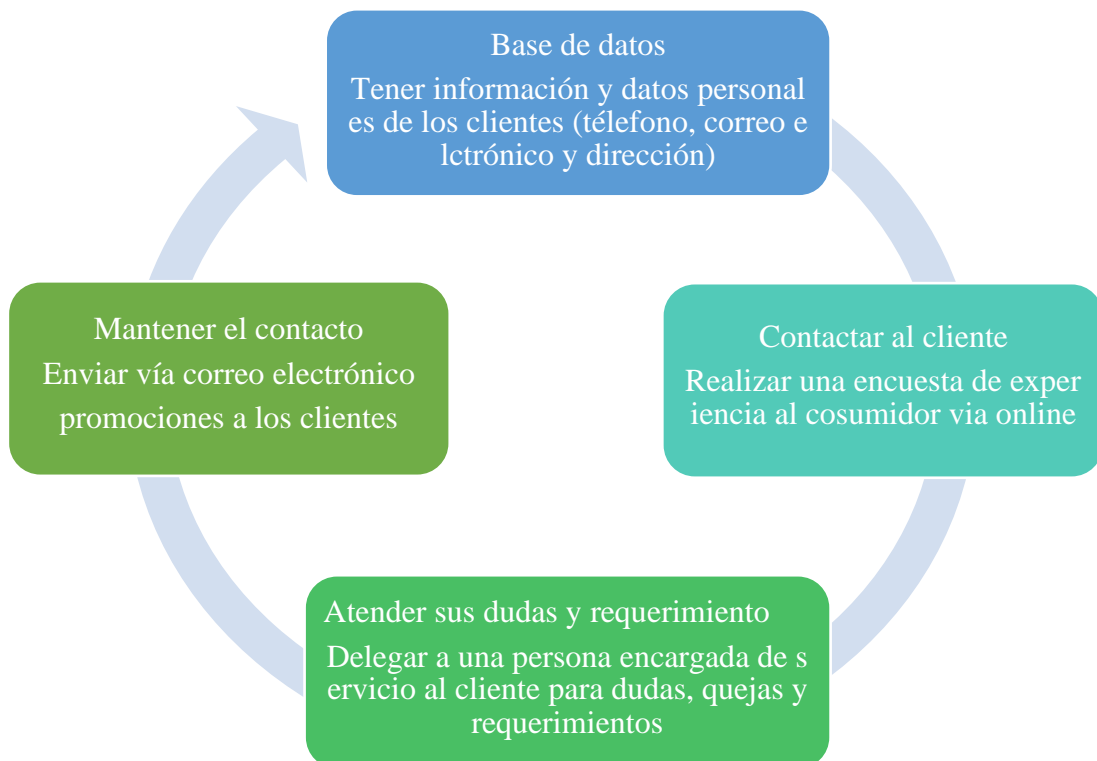 Base de datos
Tener información y datos personal
es de los clientes (télefono, correo e
lctrónico y dirección)
Contactar al cliente
Realizar una encuesta de exper
iencia al cosumidor via online
Atender sus dudas y requerimiento
Delegar a una persona encargada de s
ervicio al cliente para dudas, quejas y
requerimientos
Mantener el contacto
Enviar vía correo electrónico
promociones a los clientes